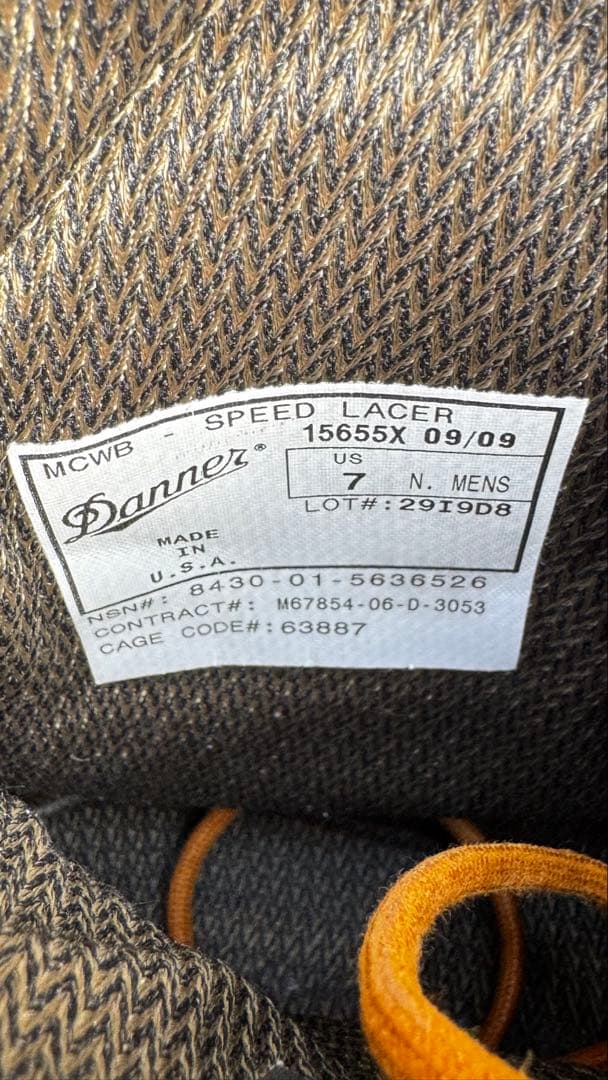 MCWB - SPEED LACER
Danner®
15655X 09/09
US
7 N. MENS
LOT#:29I9D8
MADE
IN
U.S.A.
NSN#: 8430-01-5636526
CONTRACT#: M67854-06-D-3053
CAGE CODE#:63887